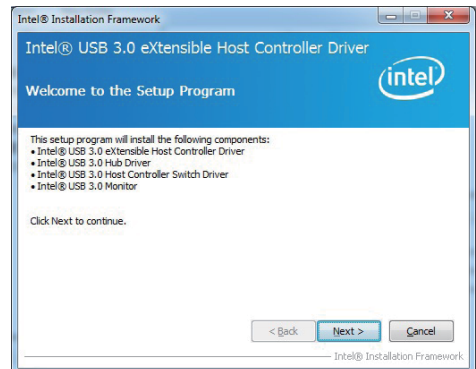 Intel® Installation Framework
Intel® USB 3.0 eXtensible Host Controller Driver
Welcome to the Setup Program
intel
This setup program will install the following components:
• Intel® USB 3.0 eXtensible Host Controller Driver
• Intel® USB 3.0 Hub Driver
• Intel® USB 3.0 Host Controller Switch Driver
• Intel® USB 3.0 Monitor
Click Next to continue.
< Back Next > Cancel
Intel® Installation Framework